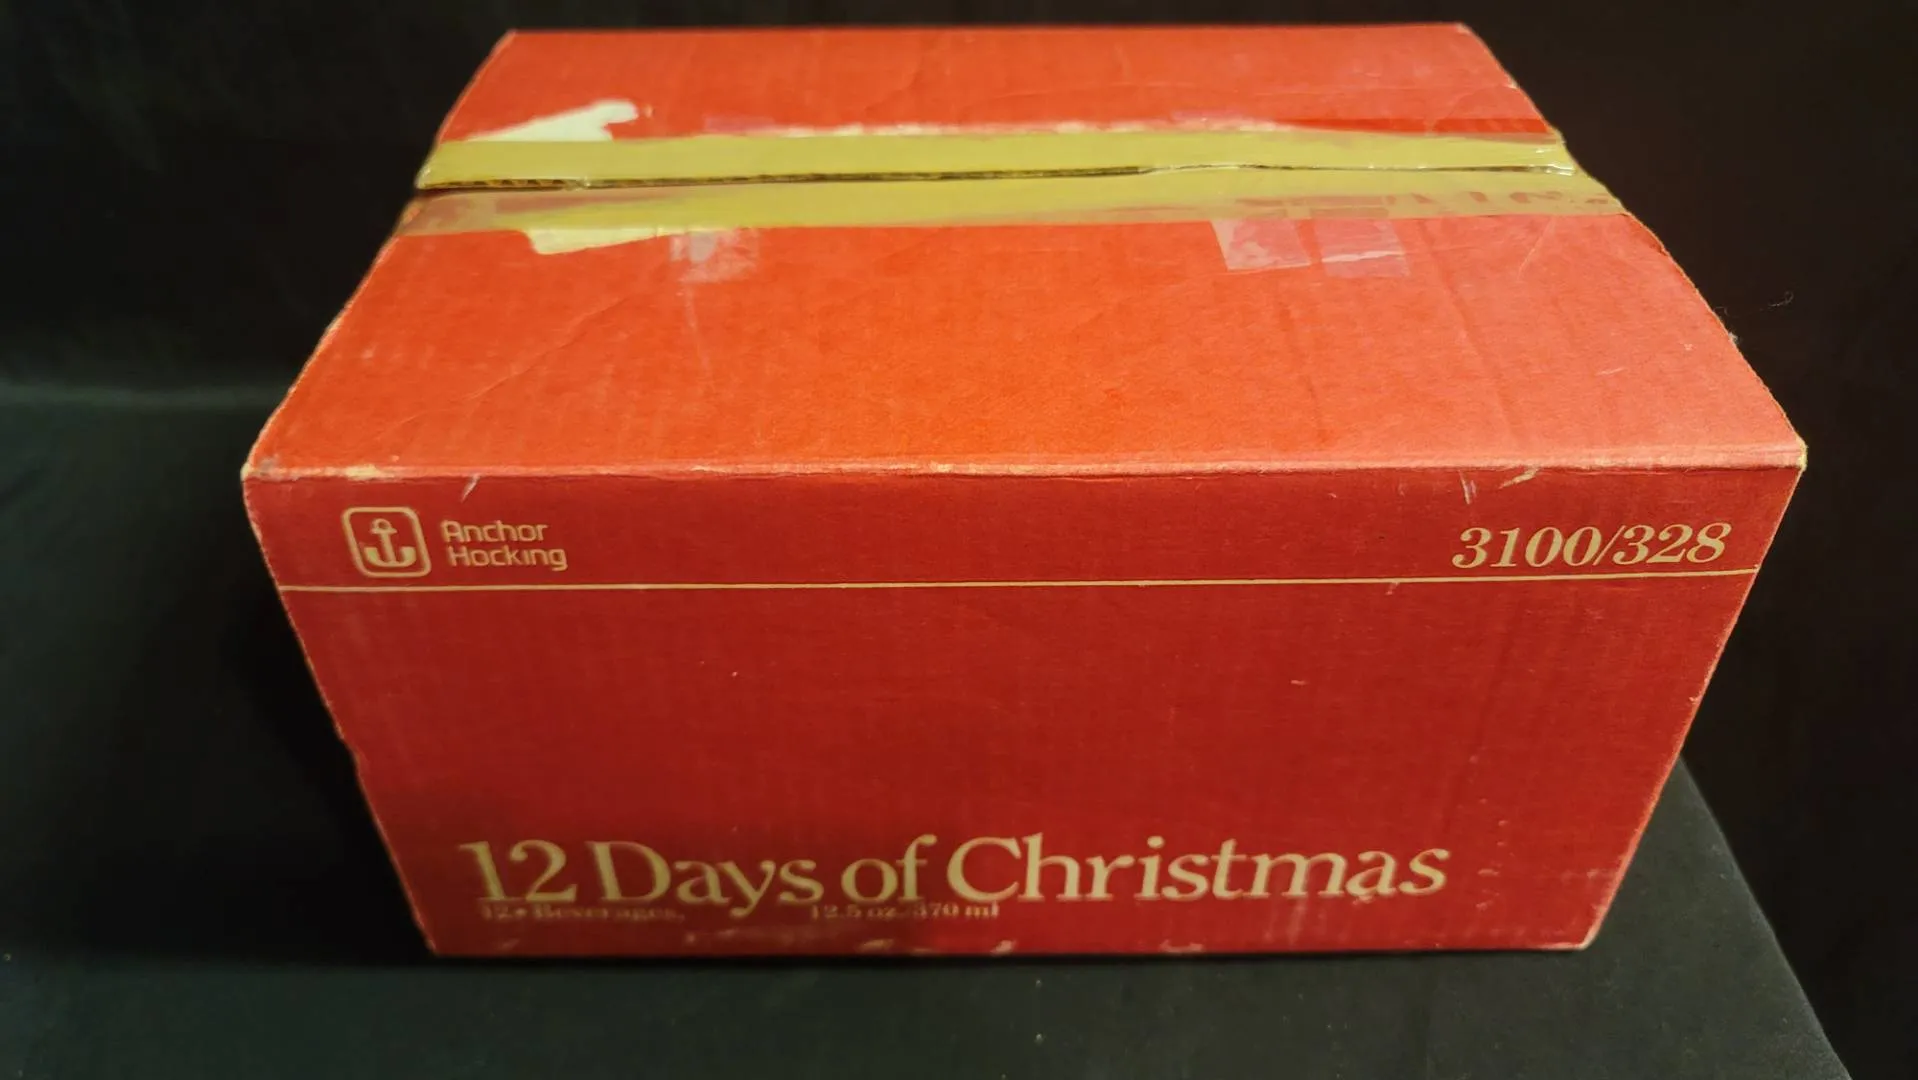 Anchor
Hocking
3100/328
12 Days of Christmas
12 • Beverages, 12.5 oz./370 ml